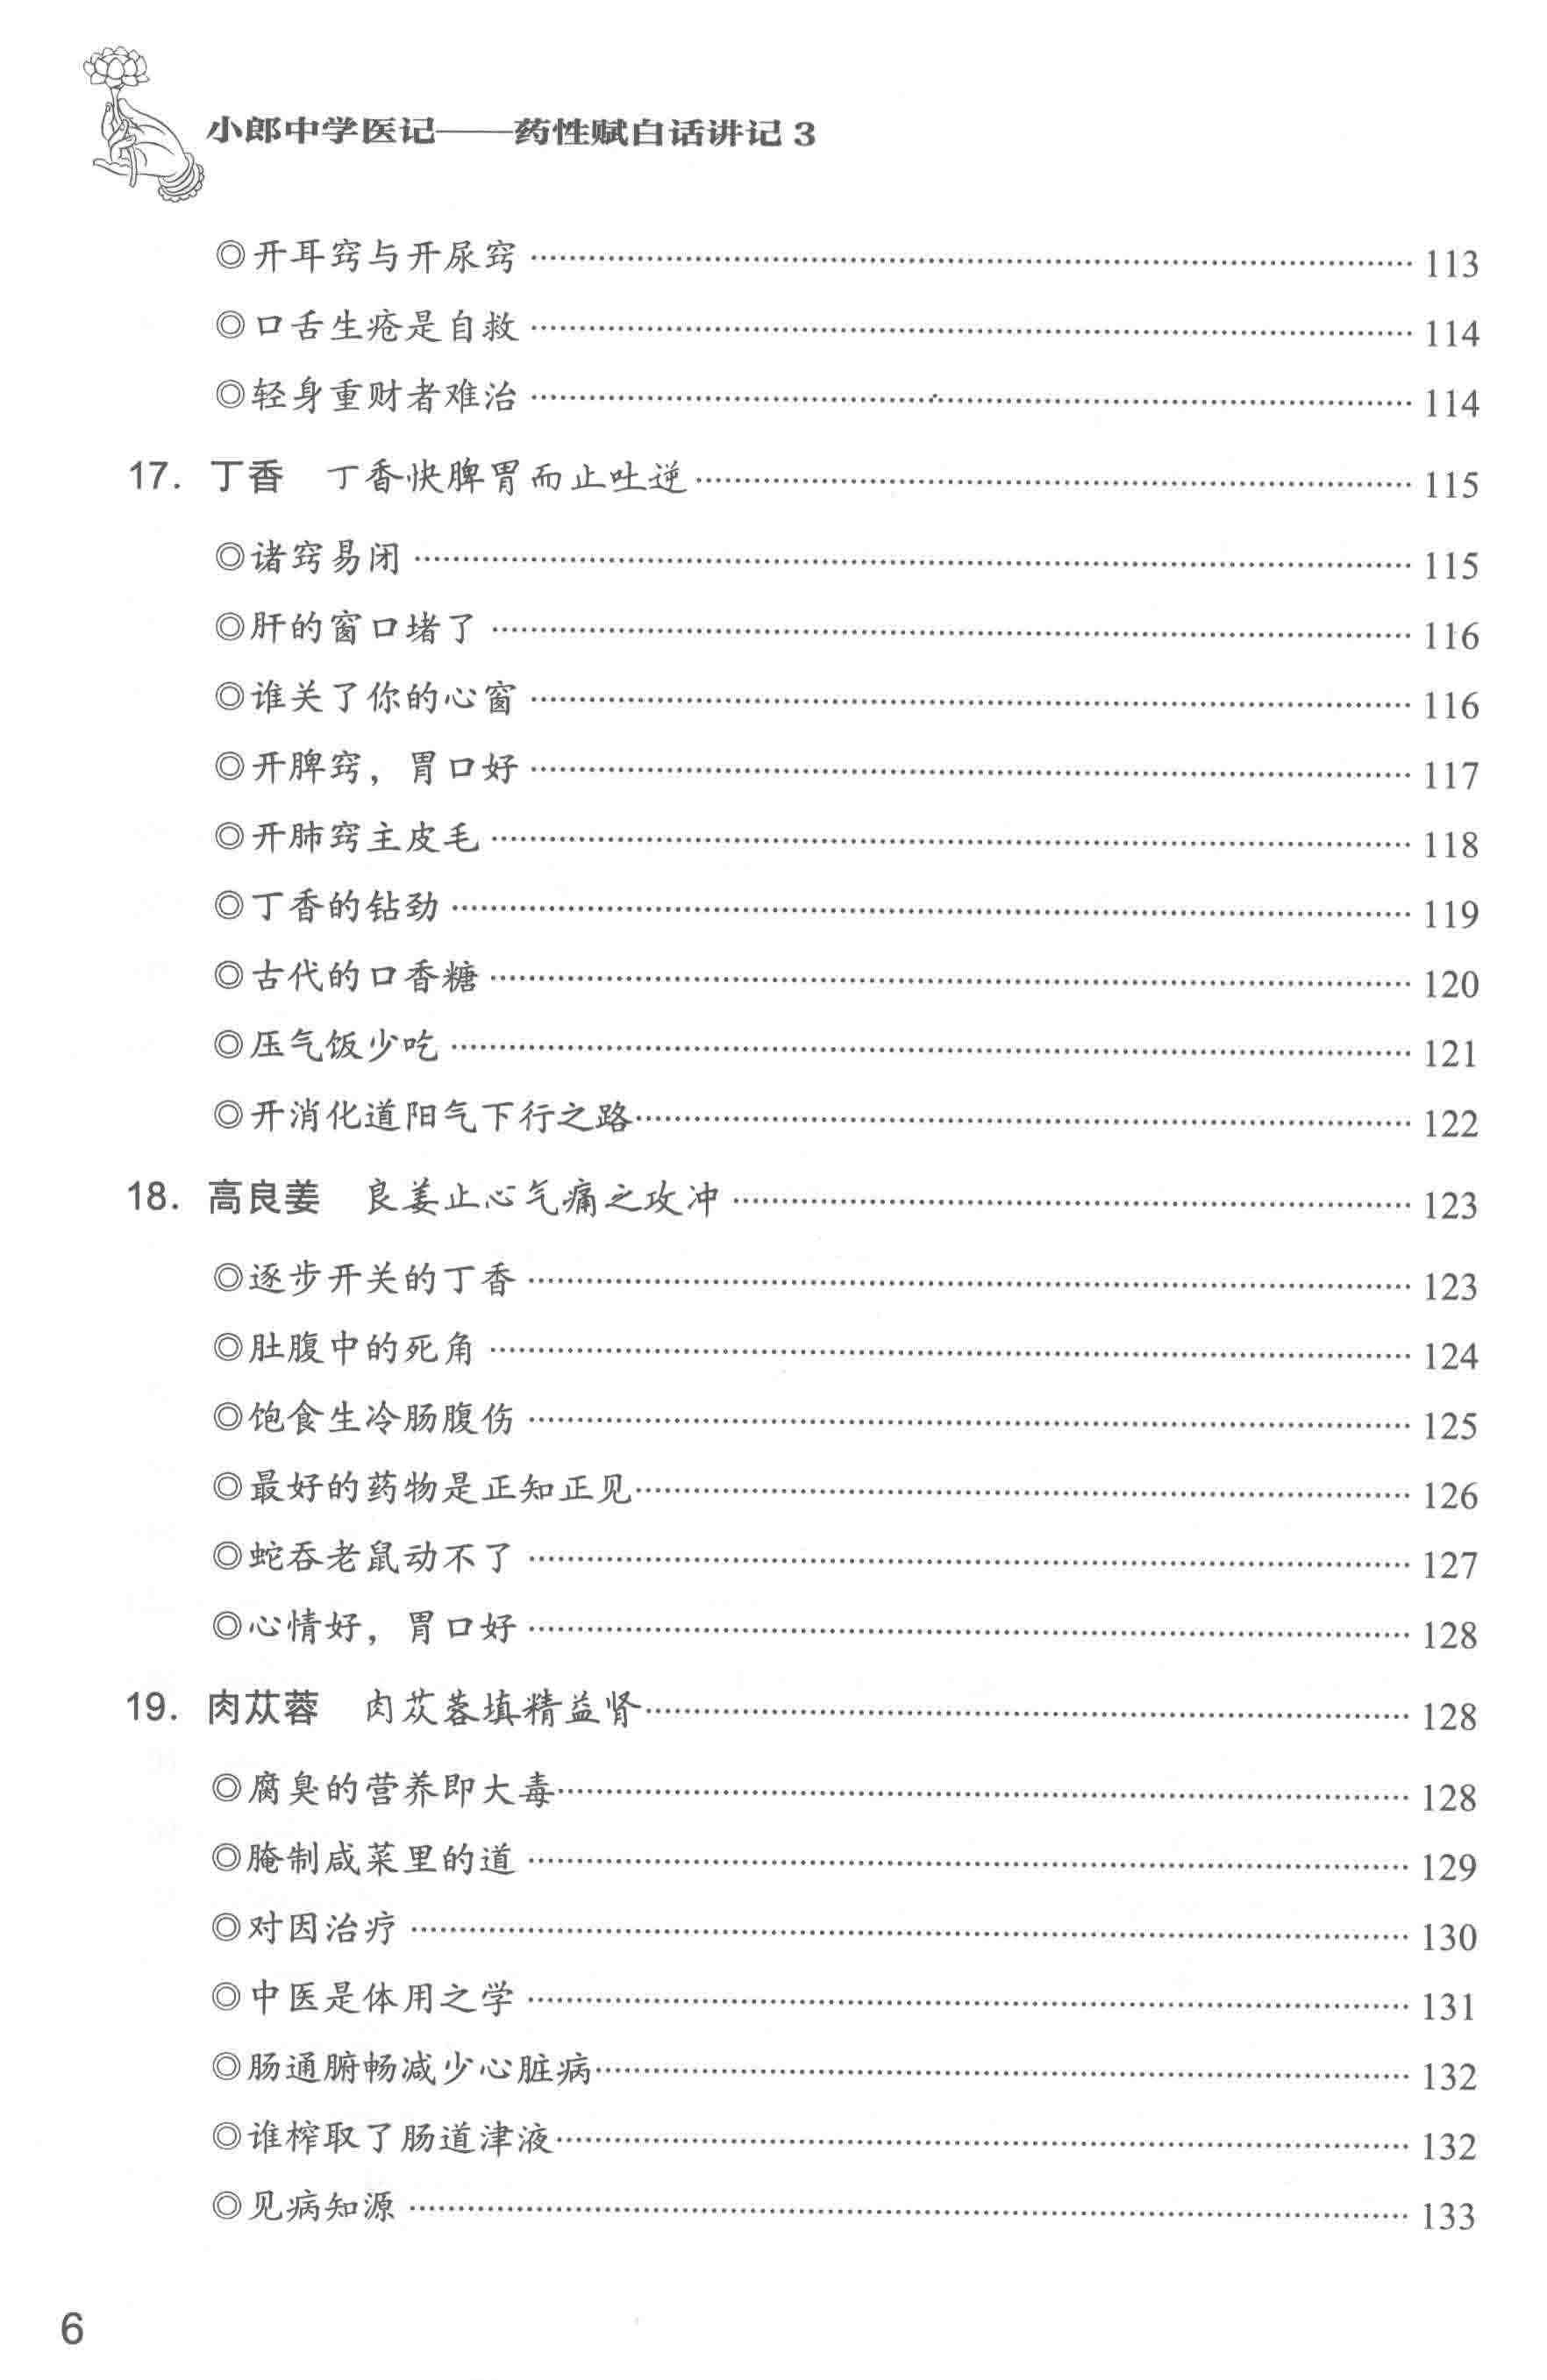 小郎中学医记——药性赋白话讲记 3
◎开耳窍与开尿窍 …… 113
◎口舌生疮是自救 …… 114
◎轻身重财者难治 …… 114
17. 丁香 丁香快脾胃而止吐逆 …… 115
◎诸窍易闭 …… 115
◎肝的窗口堵了 …… 116
◎谁关了你的心窗 …… 116
◎开脾窍，胃口好 …… 117
◎开肺窍主皮毛 …… 118
◎丁香的钻劲 …… 119
◎古代的口香糖 …… 120
◎压气饭少吃 …… 121
◎开消化道阳气下行之路 …… 122
18. 高良姜 良姜止心气痛之攻冲 …… 123
◎逐步开关的丁香 …… 123
◎肚腹中的死角 …… 124
◎饱食生冷肠腹伤 …… 125
◎最好的药物是正知正见 …… 126
◎蛇吞老鼠动不了 …… 127
◎心情好，胃口好 …… 128
19. 肉苁蓉 肉苁蓉填精益肾 …… 128
◎腐臭的营养即大毒 …… 128
◎腌制咸菜里的道 …… 129
◎对因治疗 …… 130
◎中医是体用之学 …… 131
◎肠通腑畅减少心脏病 …… 132
◎谁榨取了肠道津液 …… 132
◎见病知源 …… 133
6